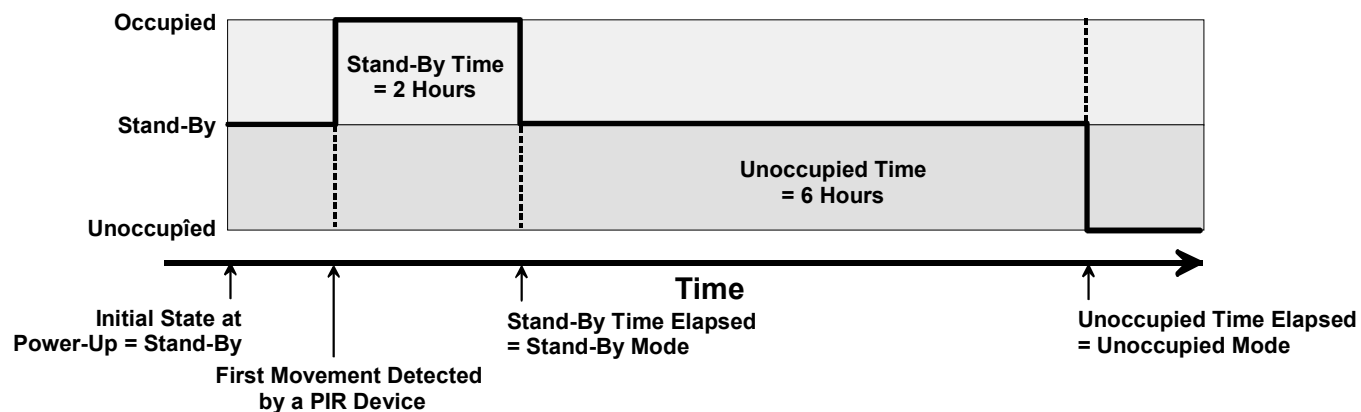 Occupied
Stand-By Time
= 2 Hours
Stand-By
Unoccupied Time
= 6 Hours
Unoccupîed
Time
Initial State at
Power-Up = Stand-By
First Movement Detected
by a PIR Device
Stand-By Time Elapsed
= Stand-By Mode
Unoccupied Time Elapsed
= Unoccupied Mode